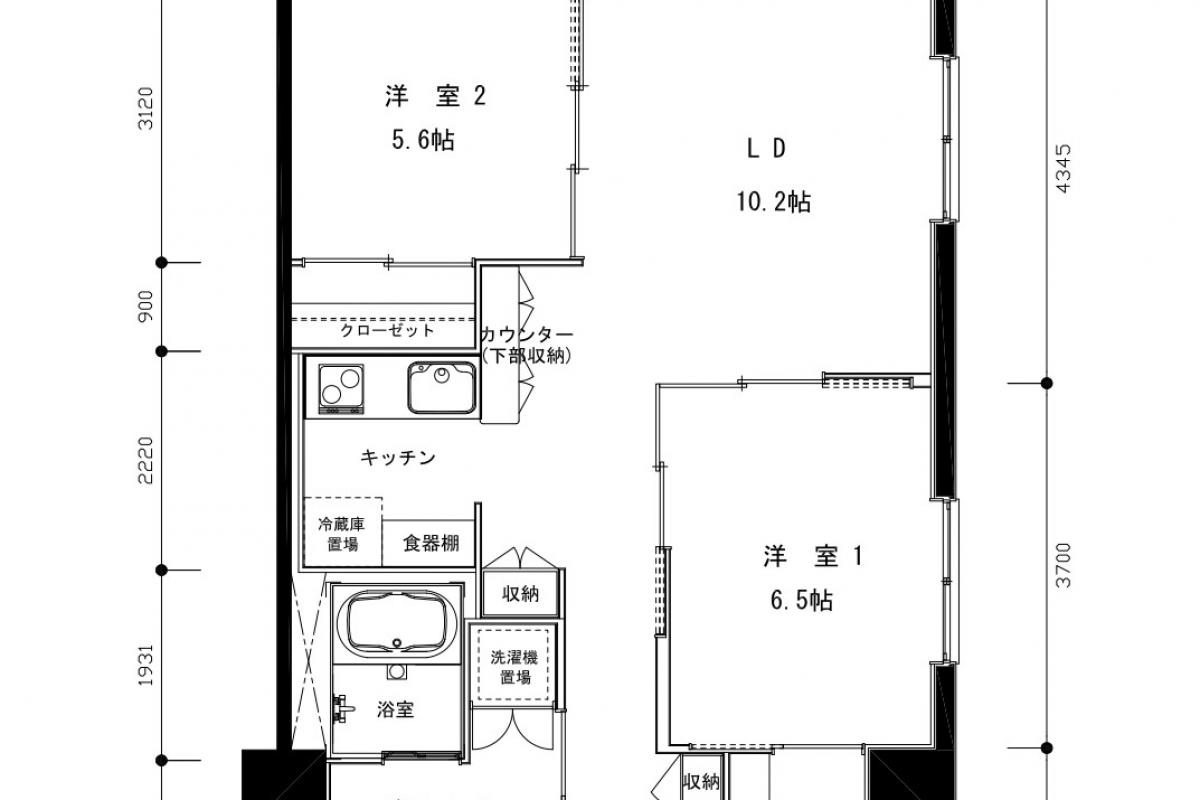 3120
洋 室 2
5.6帖
LD
10.2帖
4345
900
クローゼット
カウンター
(下部収納)
2220
キッチン
冷蔵庫
置場
食器棚
洋 室 1
6.5帖
3700
収納
1931
洗濯機
置場
浴室
収納